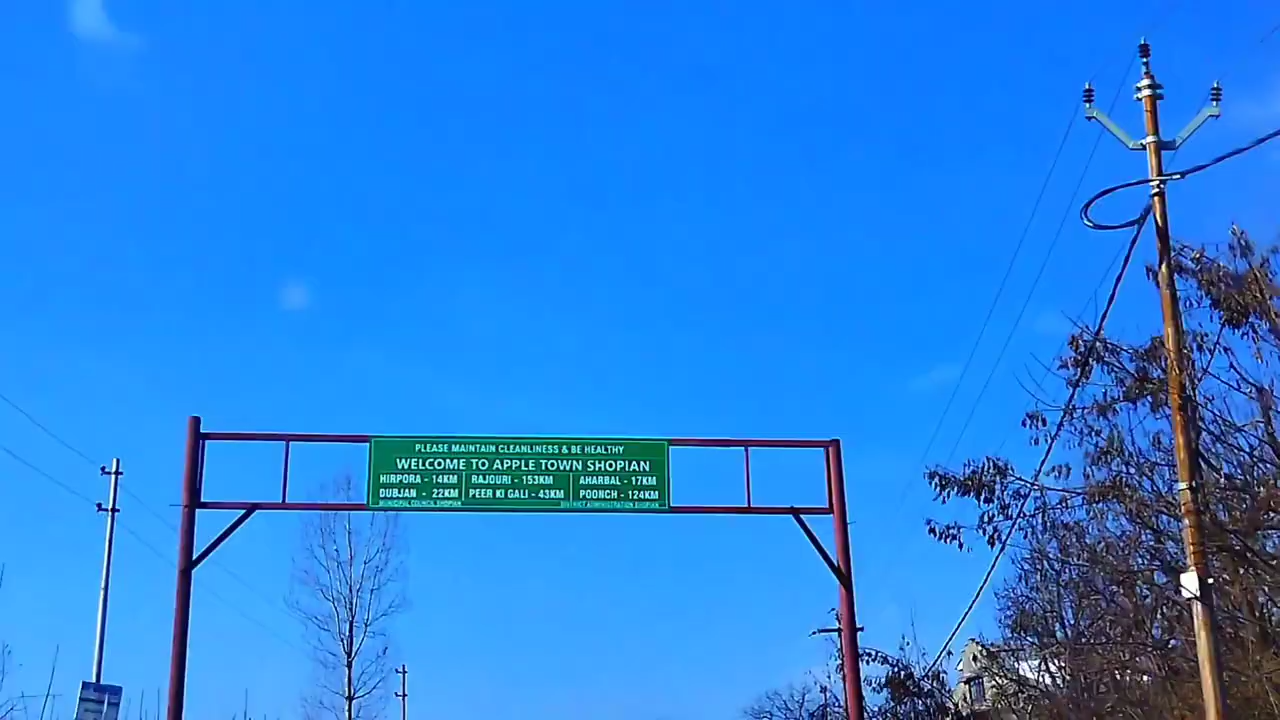 PLEASE MAINTAIN CLEANLINESS & BE HEALTHY
WELCOME TO APPLE TOWN SHOPIAN
HIRPORA - 14KM RAJOURI - 153KM AHARBAL - 17KM
DUBJAN - 22KM PEER KI GALI - 43KM POONCH - 124KM
MUNICIPAL COUNCIL SHOPIAN DISTRICT ADMINISTRATION SHOPIAN